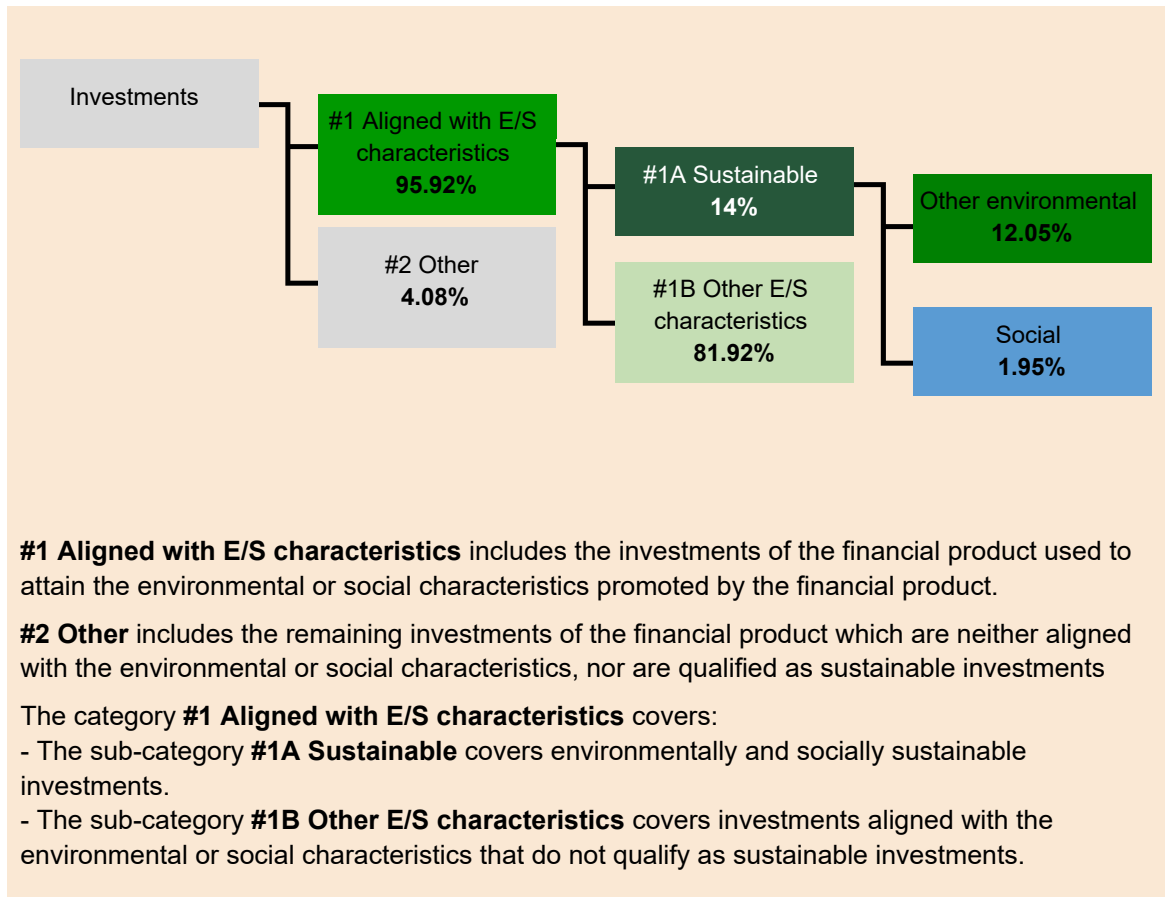 Investments
#1 Aligned with E/S
characteristics
95.92%
#2 Other
4.08%
#1A Sustainable
14%
#1B Other E/S
characteristics
81.92%
Other environmental
12.05%
Social
1.95%
#1 Aligned with E/S characteristics includes the investments of the financial product used to
attain the environmental or social characteristics promoted by the financial product.
#2 Other includes the remaining investments of the financial product which are neither aligned
with the environmental or social characteristics, nor are qualified as sustainable investments
The category #1 Aligned with E/S characteristics covers:
- The sub-category #1A Sustainable covers environmentally and socially sustainable
investments.
- The sub-category #1B Other E/S characteristics covers investments aligned with the
environmental or social characteristics that do not qualify as sustainable investments.